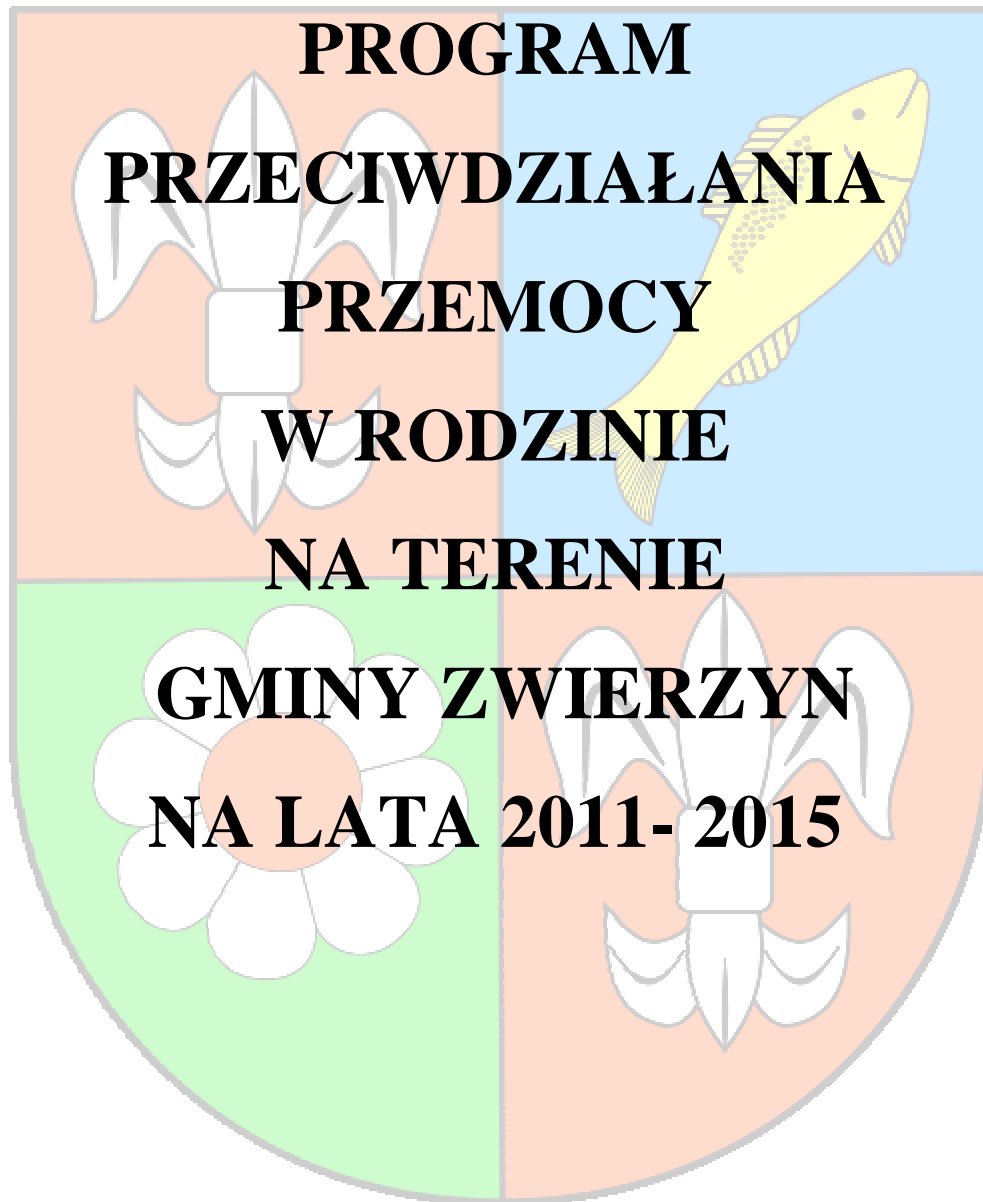 PROGRAM
PRZECIWDZIAŁANIA
PRZEMOCY
W RODZINIE
NA TERENIE
GMINY ZWIERZYN
NA LATA 2011- 2015